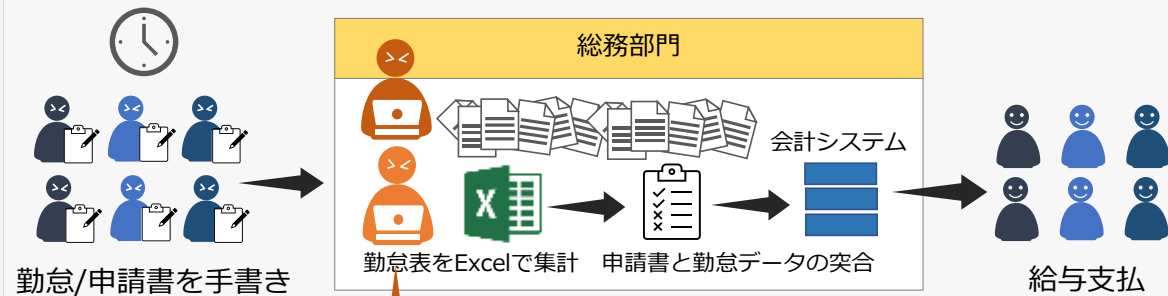 総務部門
会計システム
X
勤怠表をExcelで集計
申請書と勤怠データの突合
勤怠/申請書を手書き
給与支払